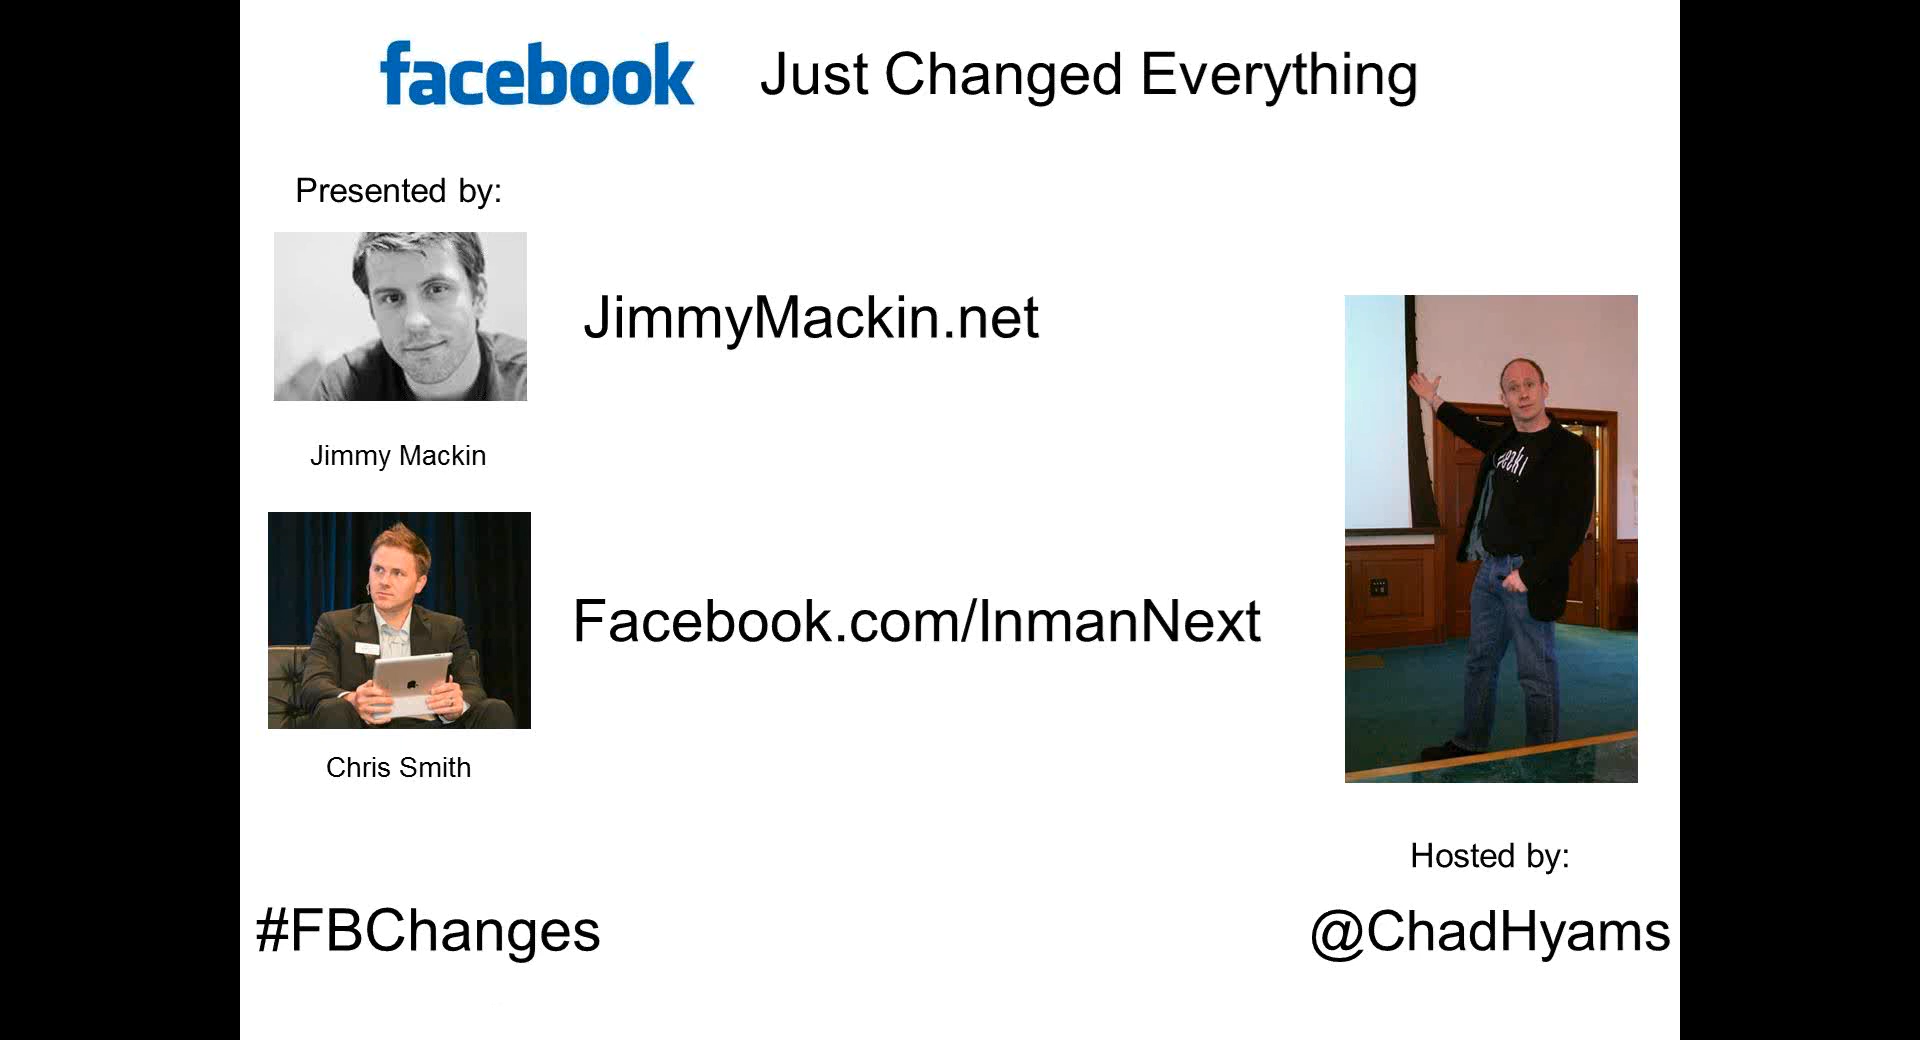 facebook Just Changed Everything
Presented by:
JimmyMackin.net
Jimmy Mackin
Facebook.com/InmanNext
Chris Smith
Hosted by:
#FBChanges
@ChadHyams